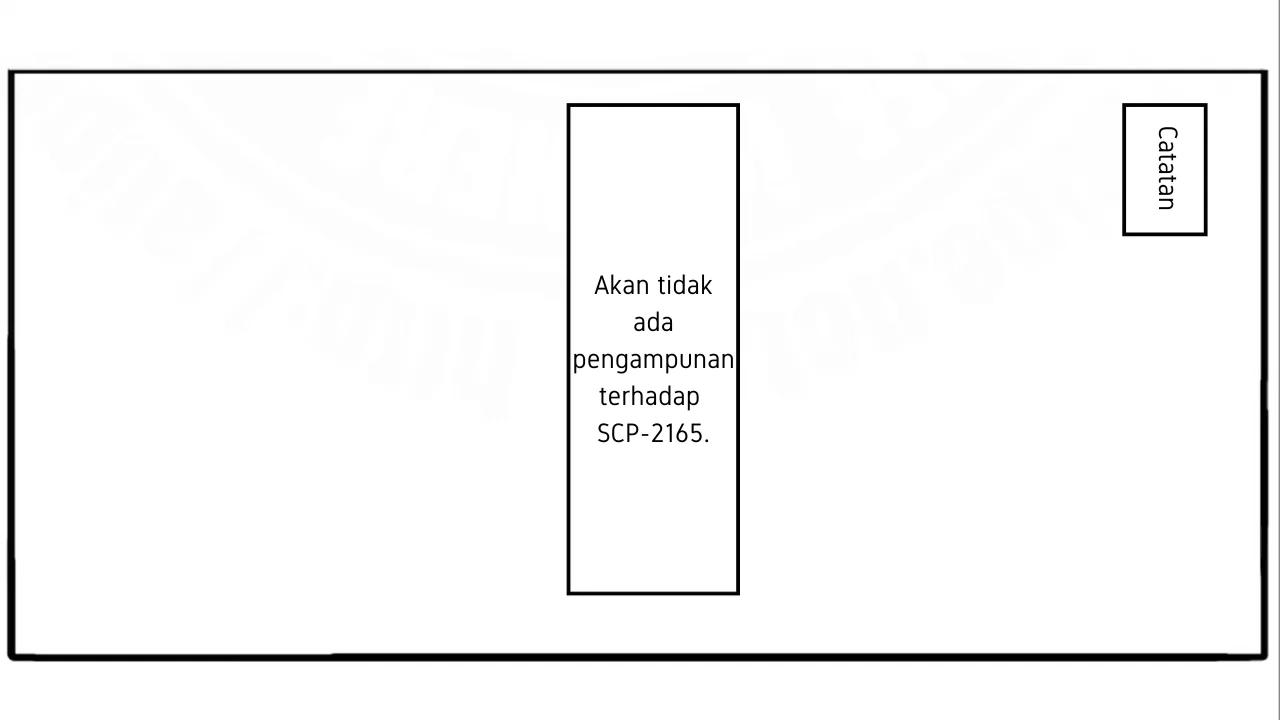 Akan tidak
ada
pengampunan
terhadap
SCP-2165.
Catatan